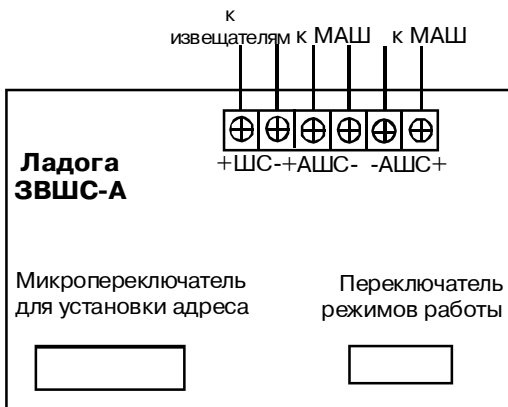 к
извещателям к МАШ к МАШ
+ШС-+АШС- -АШС+
Ладога
ЗВШС-А
Микропереключатель
для установки адреса
Переключатель
режимов работы